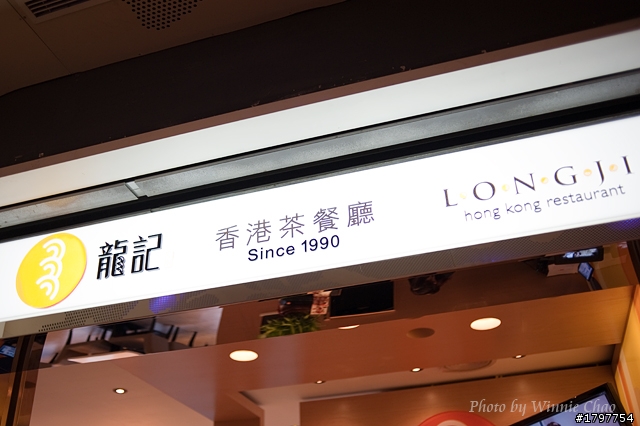 龍記
香港茶餐廳
Since 1990
L·O·N·G·J·I
hong kong restaurant
Photo by Winnie Chao
#1797754